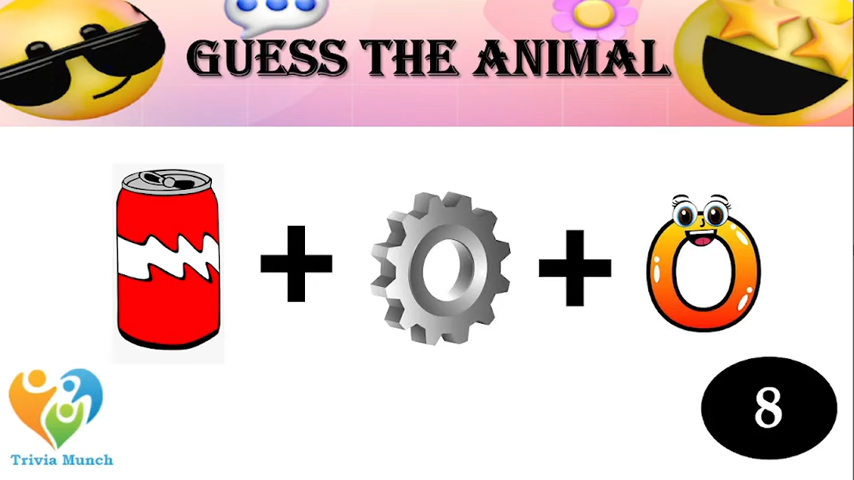 GUESS THE ANIMAL
+ +
O
8
Trivia Munch